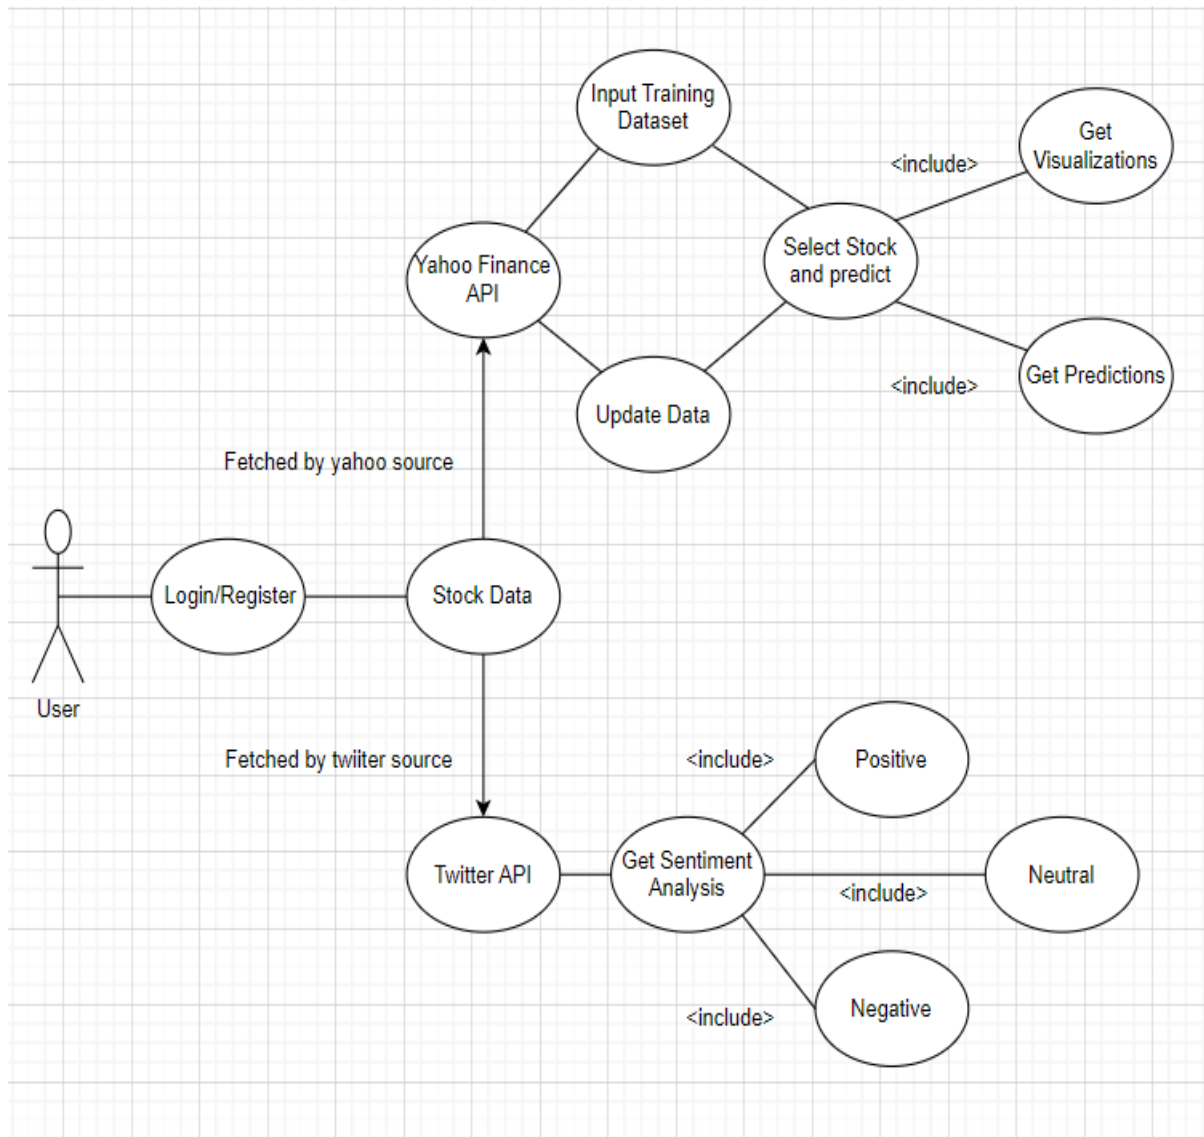 Input Training
Dataset
Get
Visualizations
<include>
Select Stock
and predict
Yahoo Finance
API
Get Predictions
<include>
Update Data
Fetched by yahoo source
Login/Register
Stock Data
User
Fetched by twiiter source
<include>
Positive
Twitter API
Get Sentiment
Analysis
Neutral
<include>
Negative
<include>